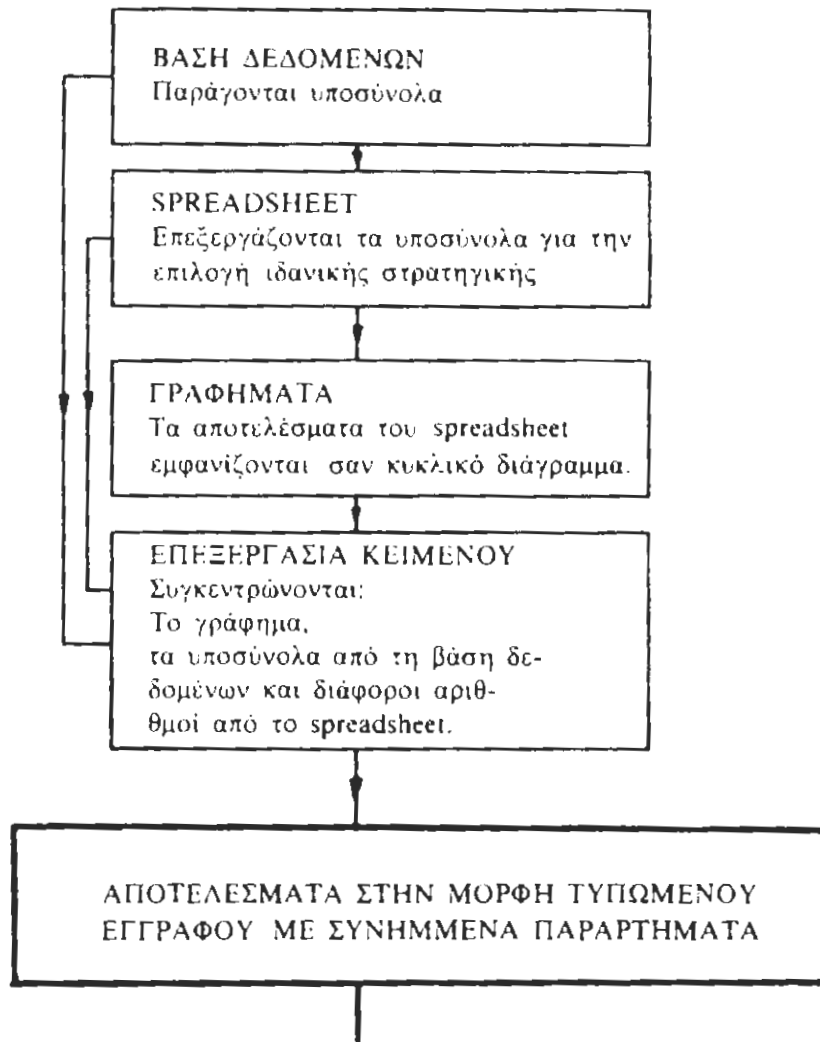 ΒΑΣΗ ΔΕΔΟΜΕΝΩΝ
Παράγονται υποσύνολα
SPREADSHEET
Επεξεργάζονται τα υποσύνολα για την
επιλογή ιδανικής στρατηγικής
ΓΡΑΦΗΜΑΤΑ
Τα αποτελέσματα του spreadsheet
εμφανίζονται σαν κυκλικό διάγραμμα.
ΕΠΕΞΕΡΓΑΣΙΑ ΚΕΙΜΕΝΟΥ
Συγκεντρώνονται:
Το γράφημα,
τα υποσύνολα από τη βάση δε-
δομένων και διάφοροι αριθ-
θμοί από το spreadsheet.
ΑΠΟΤΕΛΕΣΜΑΤΑ ΣΤΗΝ ΜΟΡΦΗ ΤΥΠΩΜΕΝΟΥ
ΕΓΓΡΑΦΟΥ ΜΕ ΣΥΝΗΜΜΕΝΑ ΠΑΡΑΡΤΗΜΑΤΑ